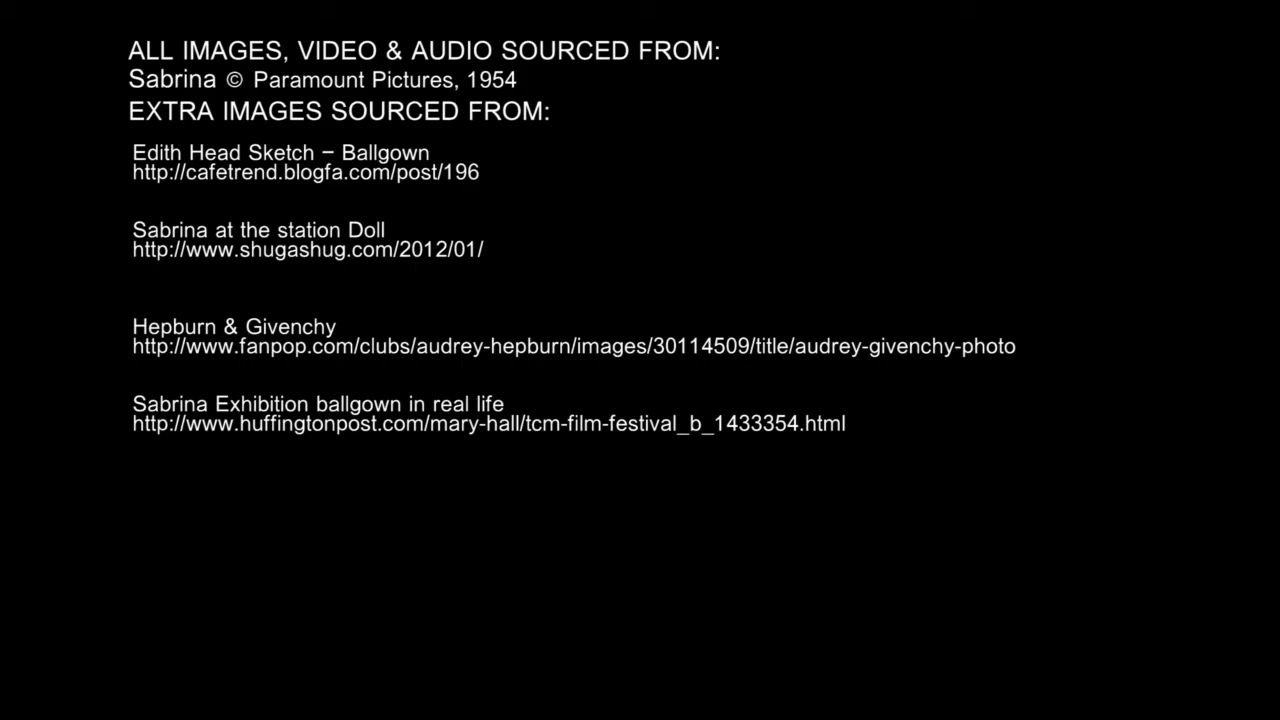 ALL IMAGES, VIDEO & AUDIO SOURCED FROM:
Sabrina © Paramount Pictures, 1954
EXTRA IMAGES SOURCED FROM:
Edith Head Sketch – Ballgown
http://cafetrend.blogfa.com/post/196
Sabrina at the station Doll
http://www.shugashug.com/2012/01/
Hepburn & Givenchy
http://www.fanpop.com/clubs/audrey-hepburn/images/30114509/title/audrey-givenchy-photo
Sabrina Exhibition ballgown in real life
http://www.huffingtonpost.com/mary-hall/tcm-film-festival_b_1433354.html